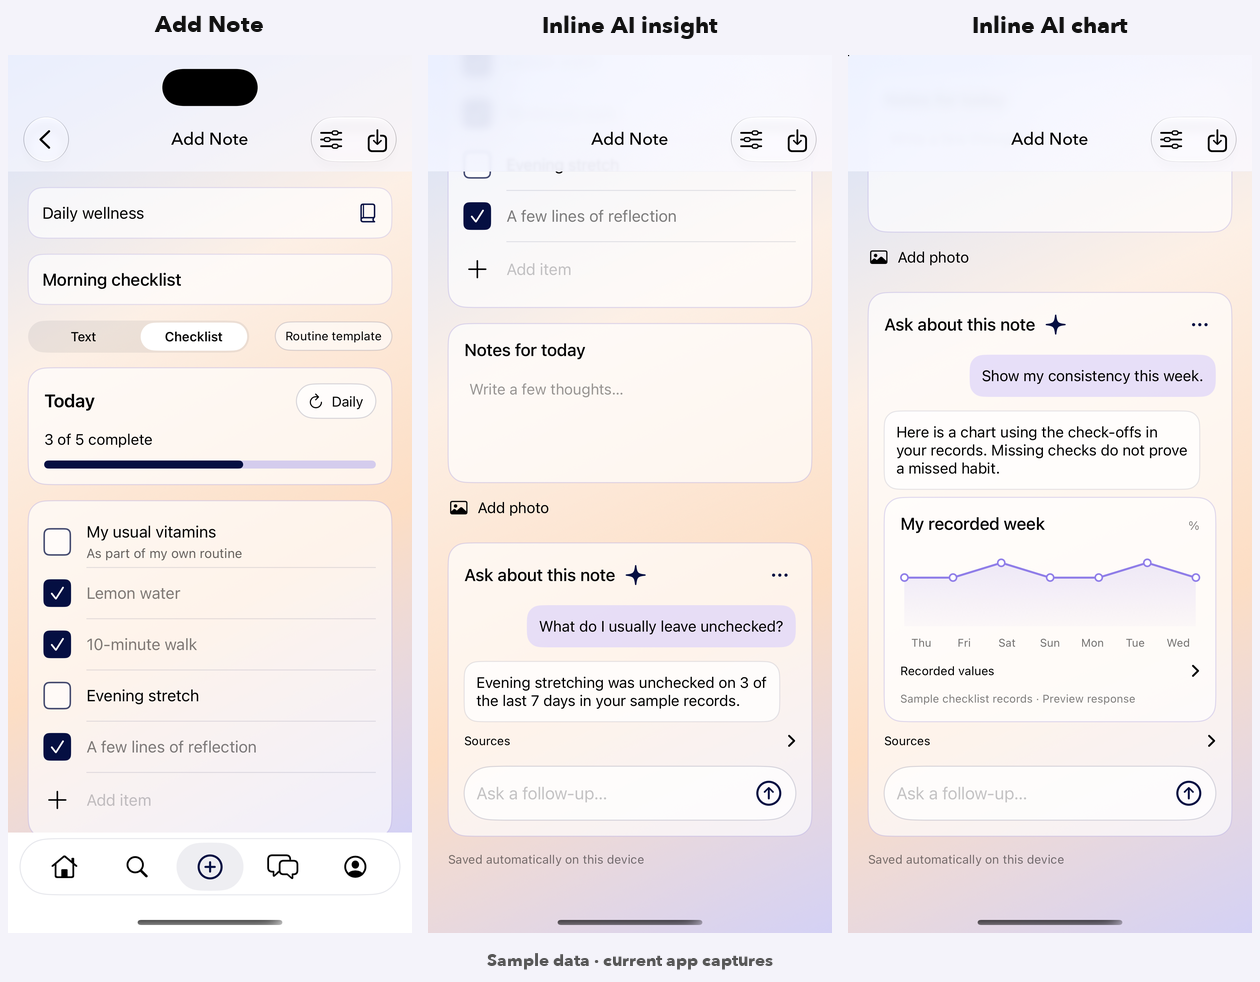 Add Note
Add Note
Daily wellness
Morning checklist
Text
Checklist
Routine template
Today
Daily
3 of 5 complete
My usual vitamins
As part of my own routine
Lemon water
10-minute walk
Evening stretch
A few lines of reflection
Add item
Inline AI insight
Add Note
Evening stretch
A few lines of reflection
Add item
Notes for today
Write a few thoughts...
Add photo
Ask about this note
What do I usually leave unchecked?
Evening stretching was unchecked on 3 of
the last 7 days in your sample records.
Sources
Ask a follow-up...
Saved automatically on this device
Inline AI chart
Add Note
Add photo
Ask about this note
Show my consistency this week.
Here is a chart using the check-offs in
your records. Missing checks do not prove
a missed habit.
My recorded week
%
Thu Fri Sat Sun Mon Tue Wed
Recorded values
Sample checklist records · Preview response
Sources
Ask a follow-up...
Saved automatically on this device
Sample data · current app captures